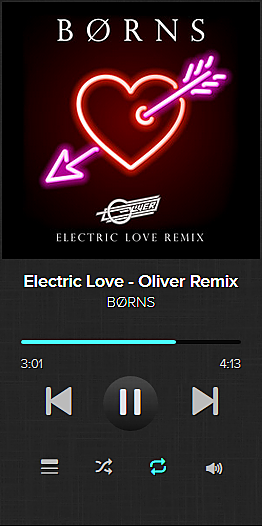 BØRNS
OLIVER
ELECTRIC LOVE REMIX
Electric Love - Oliver Remix
BØRNS
3:01
4:13